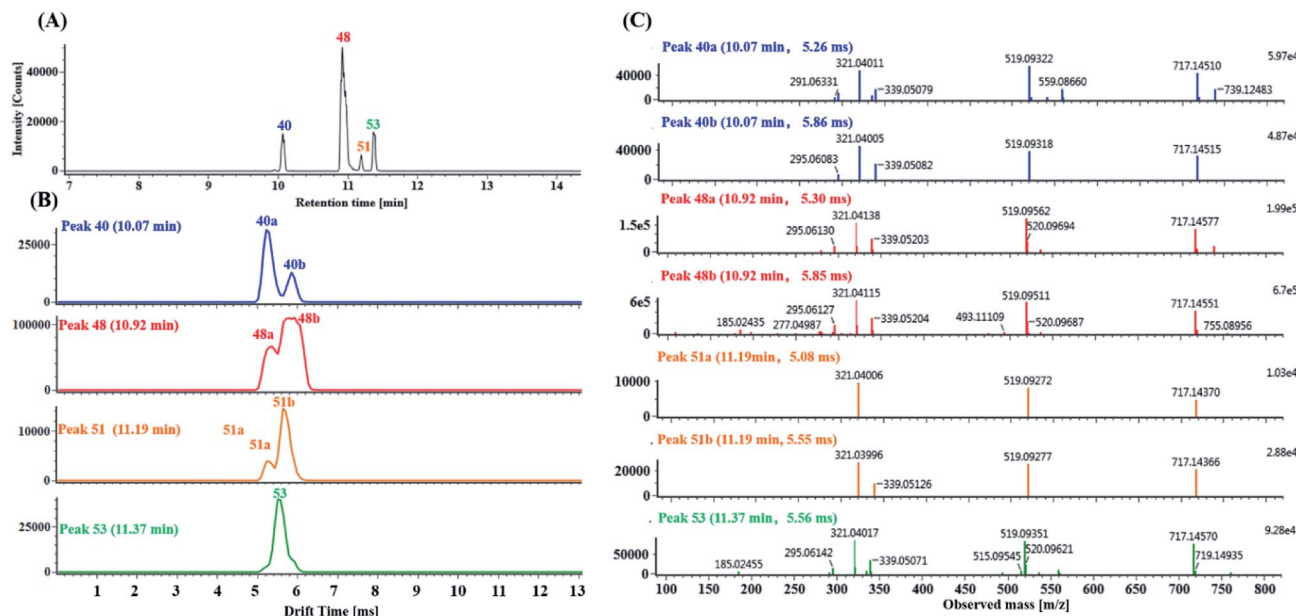 (A)
48
40
51
53
Intensity [Counts]
40000
20000
0
7 8 9 10 11 12 13 14
Retention time [min]
(B)
Peak 40 (10.07 min)
40a
40b
25000
0
Peak 48 (10.92 min)
48a
48b
100000
0
Peak 51 (11.19 min)
51a
51a
51b
10000
0
Peak 53 (11.37 min)
53
25000
0
1 2 3 4 5 6 7 8 9 10 11 12 13
Drift Time [ms]
(C)
Peak 40a (10.07 min, 5.26 ms)
5.97e4
40000
0
291.06331
321.04011
339.05079
519.09322
559.08660
717.14510
739.12483
Peak 40b (10.07 min, 5.86 ms)
4.87e4
40000
0
295.06083
321.04005
339.05082
519.09318
717.14515
Peak 48a (10.92 min, 5.30 ms)
1.99e5
1.5e5
0
295.06130
321.04138
339.05203
519.09562
520.09694
717.14577
Peak 48b (10.92 min, 5.85 ms)
6.7e5
6e5
0
185.02435
277.04987
295.06127
321.04115
339.05204
493.11109
519.09511
520.09687
717.14551
755.08956
Peak 51a (11.19min, 5.08 ms)
1.03e4
10000
0
321.04006
519.09272
717.14370
Peak 51b (11.19 min, 5.55 ms)
2.88e4
20000
0
321.03996
339.05126
519.09277
717.14366
Peak 53 (11.37 min, 5.56 ms)
9.28e4
50000
0
185.02455
295.06142
321.04017
339.05071
515.09545
519.09351
520.09621
717.14570
719.14935
100 150 200 250 300 350 400 450 500 550 600 650 700 750 800
Observed mass [m/z]